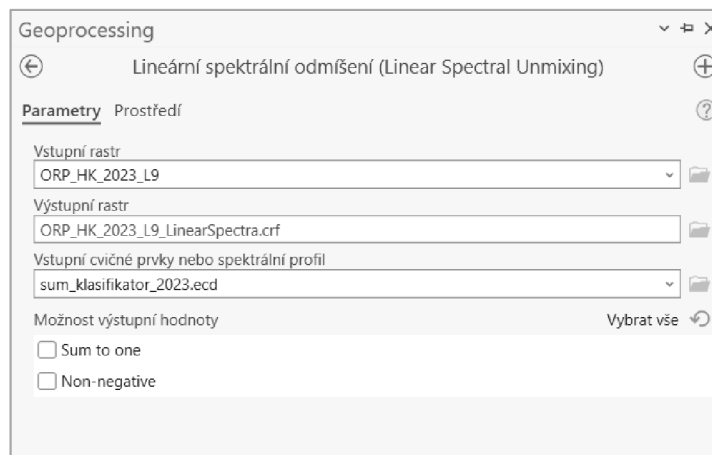 Geoprocessing
Lineární spektrální odmíšení (Linear Spectral Unmixing)
Parametry Prostředí
Vstupní rastr
ORP_HK_2023_L9
Výstupní rastr
ORP_HK_2023_L9_LinearSpectra.crf
Vstupní cvičné prvky nebo spektrální profil
sum_klasifikator_2023.ecd
Možnost výstupní hodnoty Vybrat vše
Sum to one
Non-negative